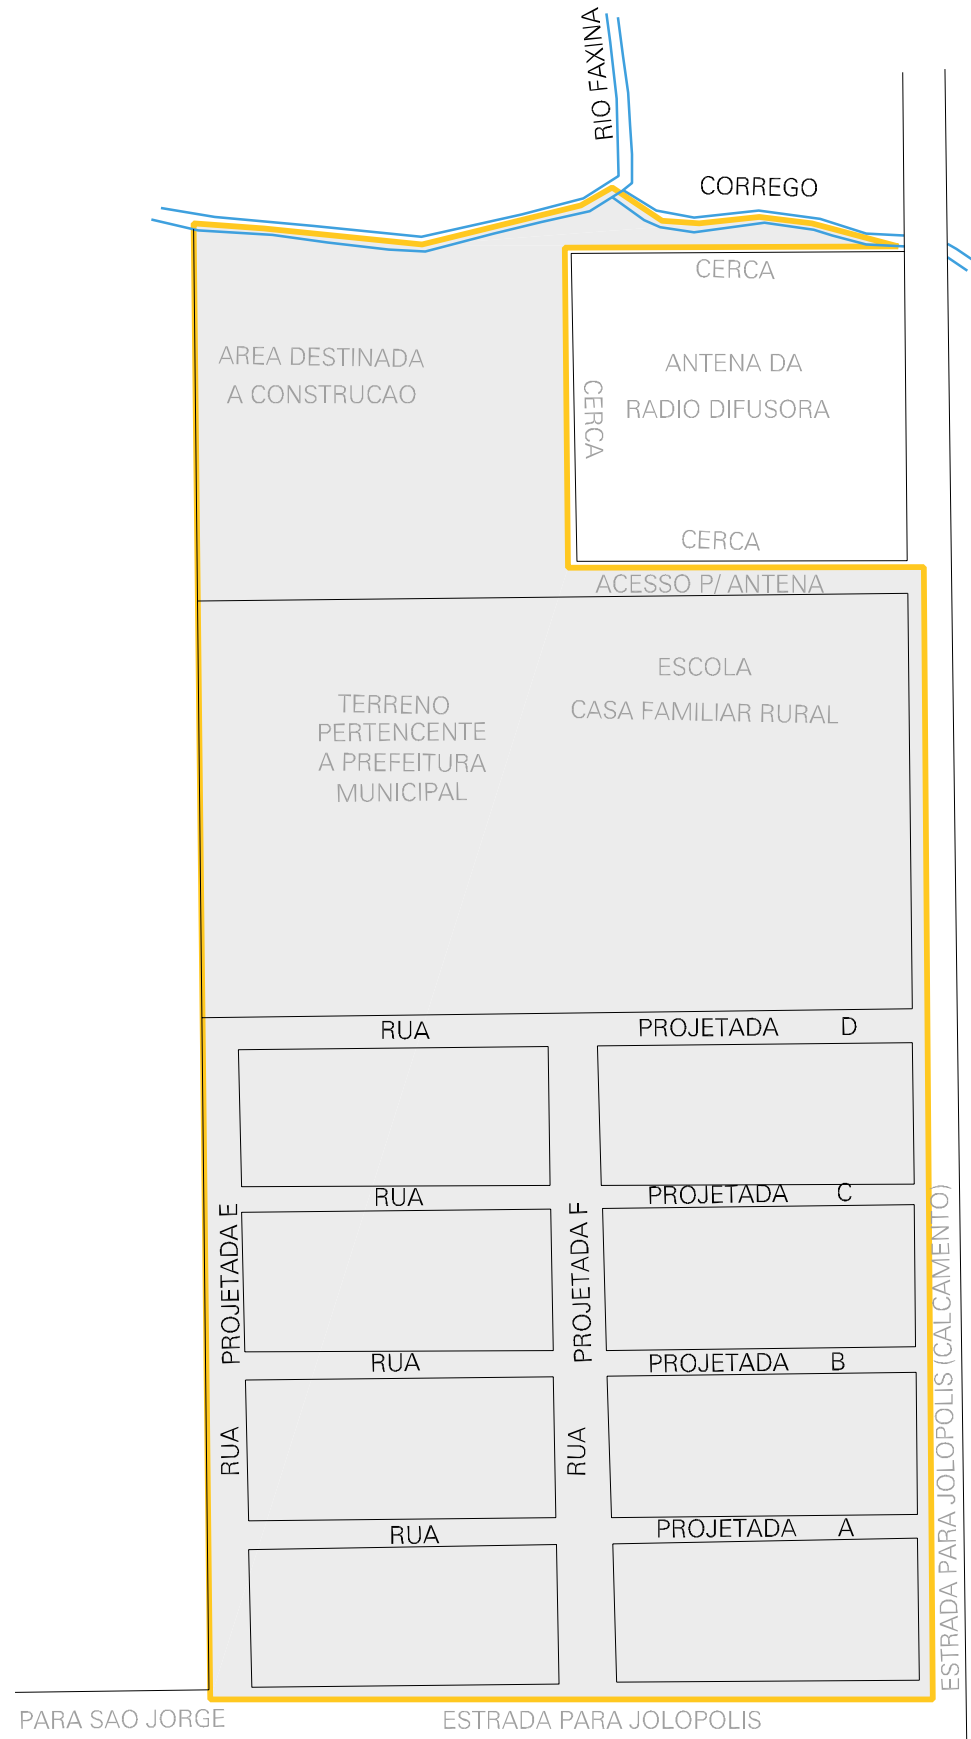 RIO FAXINA
CORREGO
CERCA
AREA DESTINADA
A CONSTRUCAO
ANTENA DA
RADIO DIFUSORA
CERCA
CERCA
ACESSO P/ ANTENA
ESCOLA
CASA FAMILIAR RURAL
TERRENO
PERTENCENTE
A PREFEITURA
MUNICIPAL
RUA PROJETADA D
RUA PROJETADA C
RUA PROJETADA E
RUA PROJETADA F
RUA PROJETADA B
RUA PROJETADA A
ESTRADA PARA JOLOPOLIS (CALCAMENTO)
PARA SAO JORGE
ESTRADA PARA JOLOPOLIS